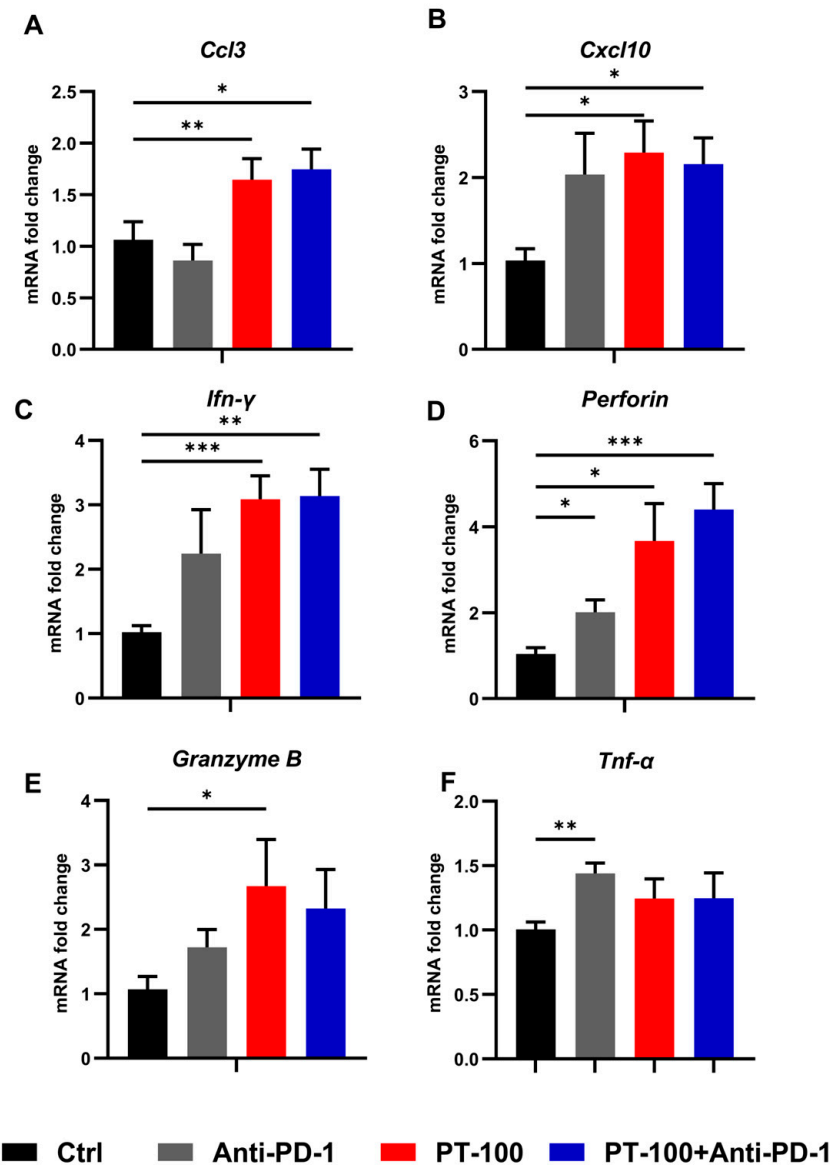 A
Ccl3
mRNA fold change
2.5
2.0
1.5
1.0
0.5
0.0
*
**
B
Cxcl10
mRNA fold change
3
2
1
0
*
*
C
Ifn-γ
mRNA fold change
4
3
2
1
0
**
***
D
Perforin
mRNA fold change
6
4
2
0
***
*
*
E
Granzyme B
mRNA fold change
4
3
2
1
0
*
F
Tnf-α
mRNA fold change
2.0
1.5
1.0
0.5
0.0
**
Ctrl Anti-PD-1 PT-100 PT-100+Anti-PD-1